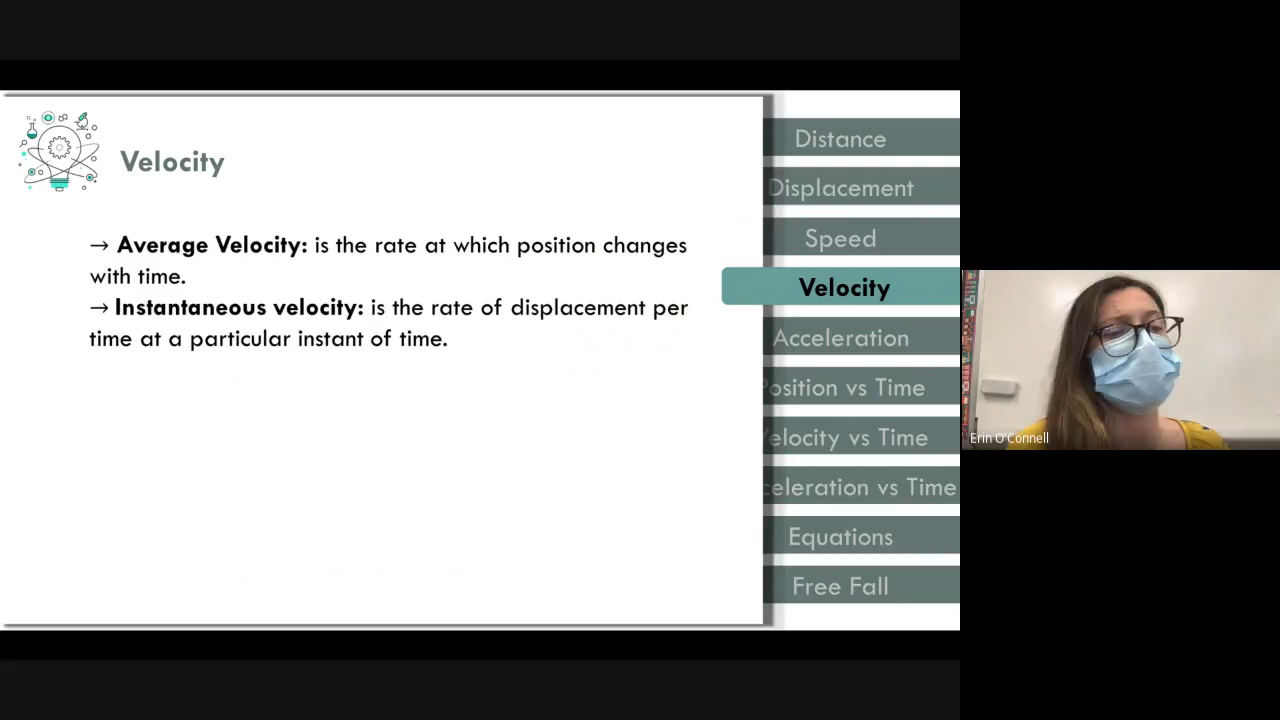 Velocity
→ Average Velocity: is the rate at which position changes
with time.
→ Instantaneous velocity: is the rate of displacement per
time at a particular instant of time.
Distance
Displacement
Speed
Velocity
Acceleration
osition vs Time
elocity vs Time
celeration vs Time
Equations
Free Fall
Erin O'Connell